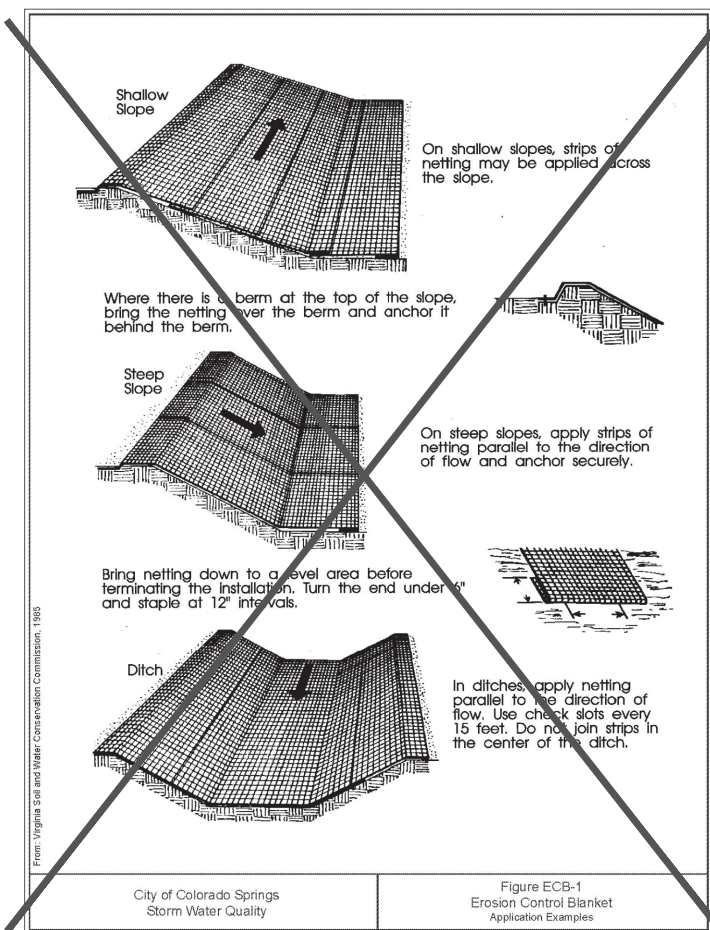 Shallow
Slope
On shallow slopes, strips of
netting may be applied across
the slope.
Where there is a berm at the top of the slope,
bring the netting over the berm and anchor it
behind the berm.
Steep
Slope
On steep slopes, apply strips of
netting parallel to the direction
of flow and anchor securely.
Bring netting down to a level area before
terminating the installation. Turn the end under 6"
and staple at 12" intervals.
Ditch
In ditches, apply netting
parallel to the direction of
flow. Use check slots every
15 feet. Do not join strips in
the center of the ditch.
From: Virginia Soil and Water Conservation Commission, 1985
City of Colorado Springs
Storm Water Quality
Figure ECB-1
Erosion Control Blanket
Application Examples